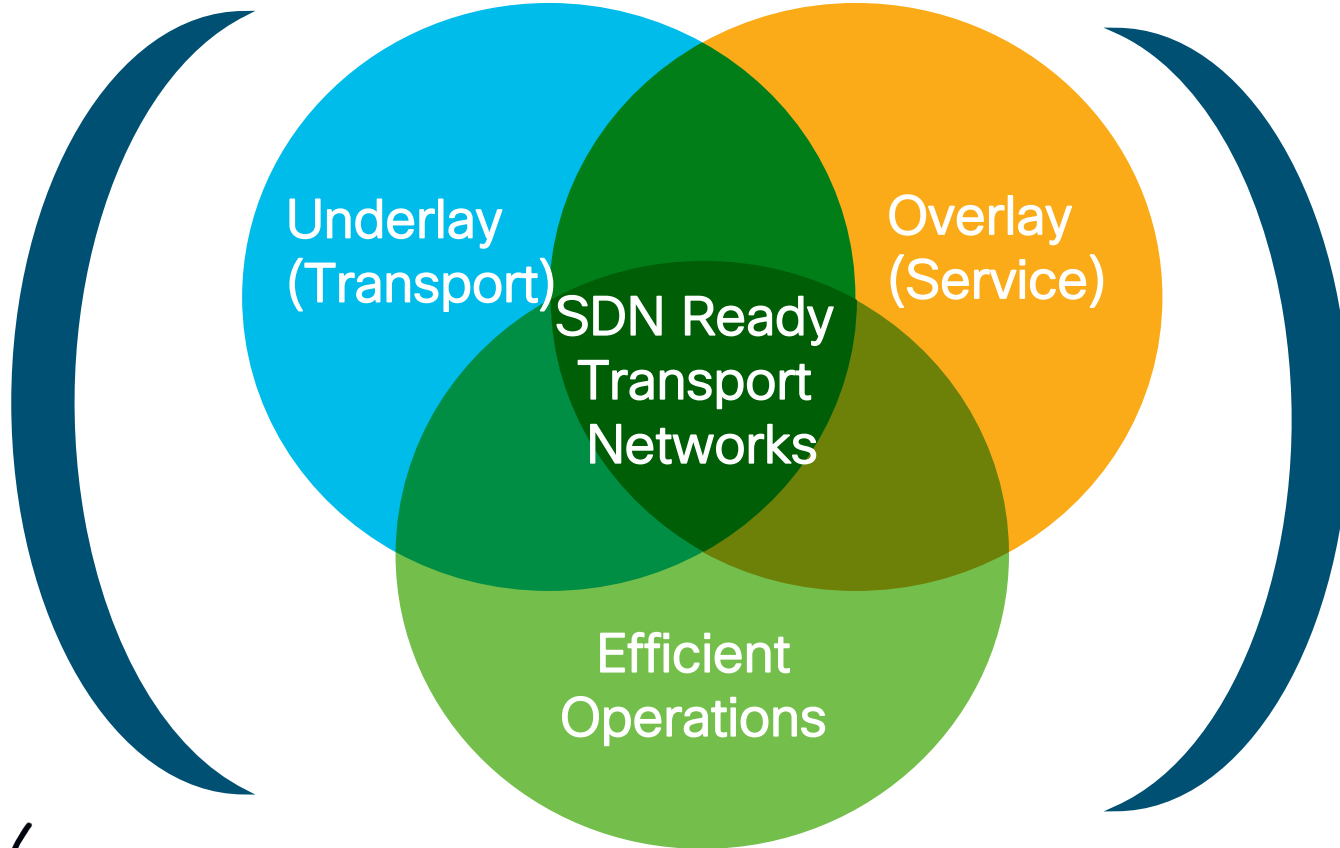 Underlay
(Transport)
Overlay
(Service)
SDN Ready
Transport
Networks
Efficient
Operations